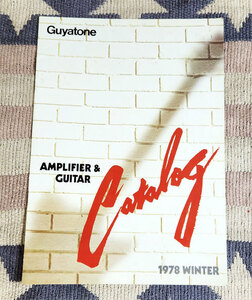 Guyatone
AMPLIFIER &
GUITAR
Catalog
1978 WINTER